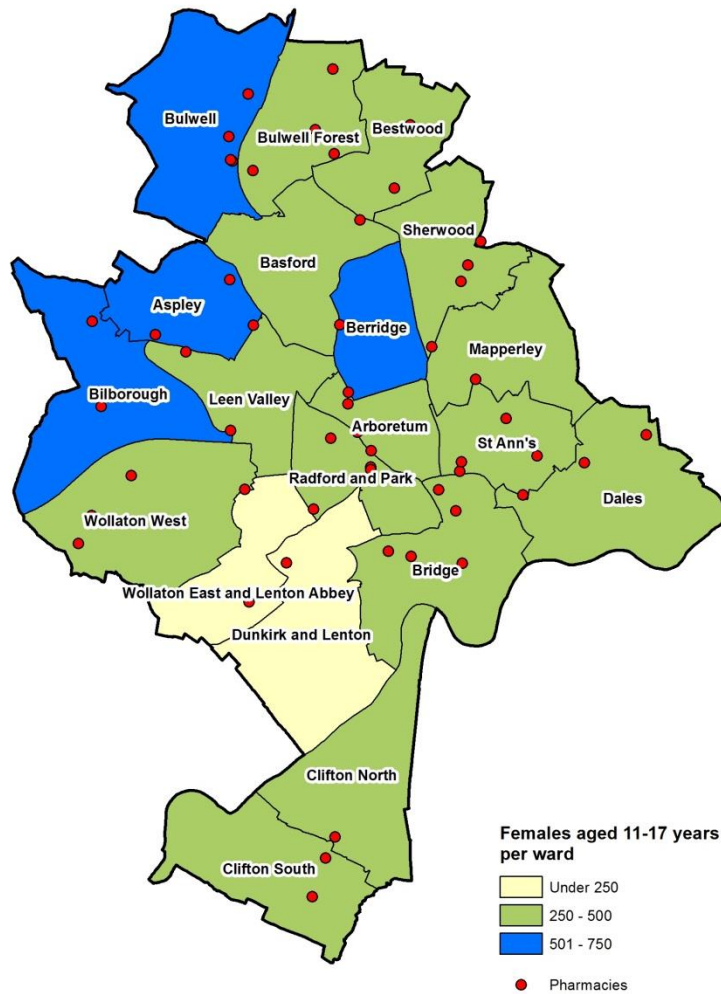 Bulwell
Bulwell Forest
Bestwood
Sherwood
Basford
Aspley
Berridge
Mapperley
Bilborough
Leen Valley
Arboretum
St Ann's
Radford and Park
Dales
Wollaton West
Bridge
Wollaton East and Lenton Abbey
Dunkirk and Lenton
Clifton North
Clifton South
Females aged 11-17 years
per ward
Under 250
250 - 500
501 - 750
Pharmacies